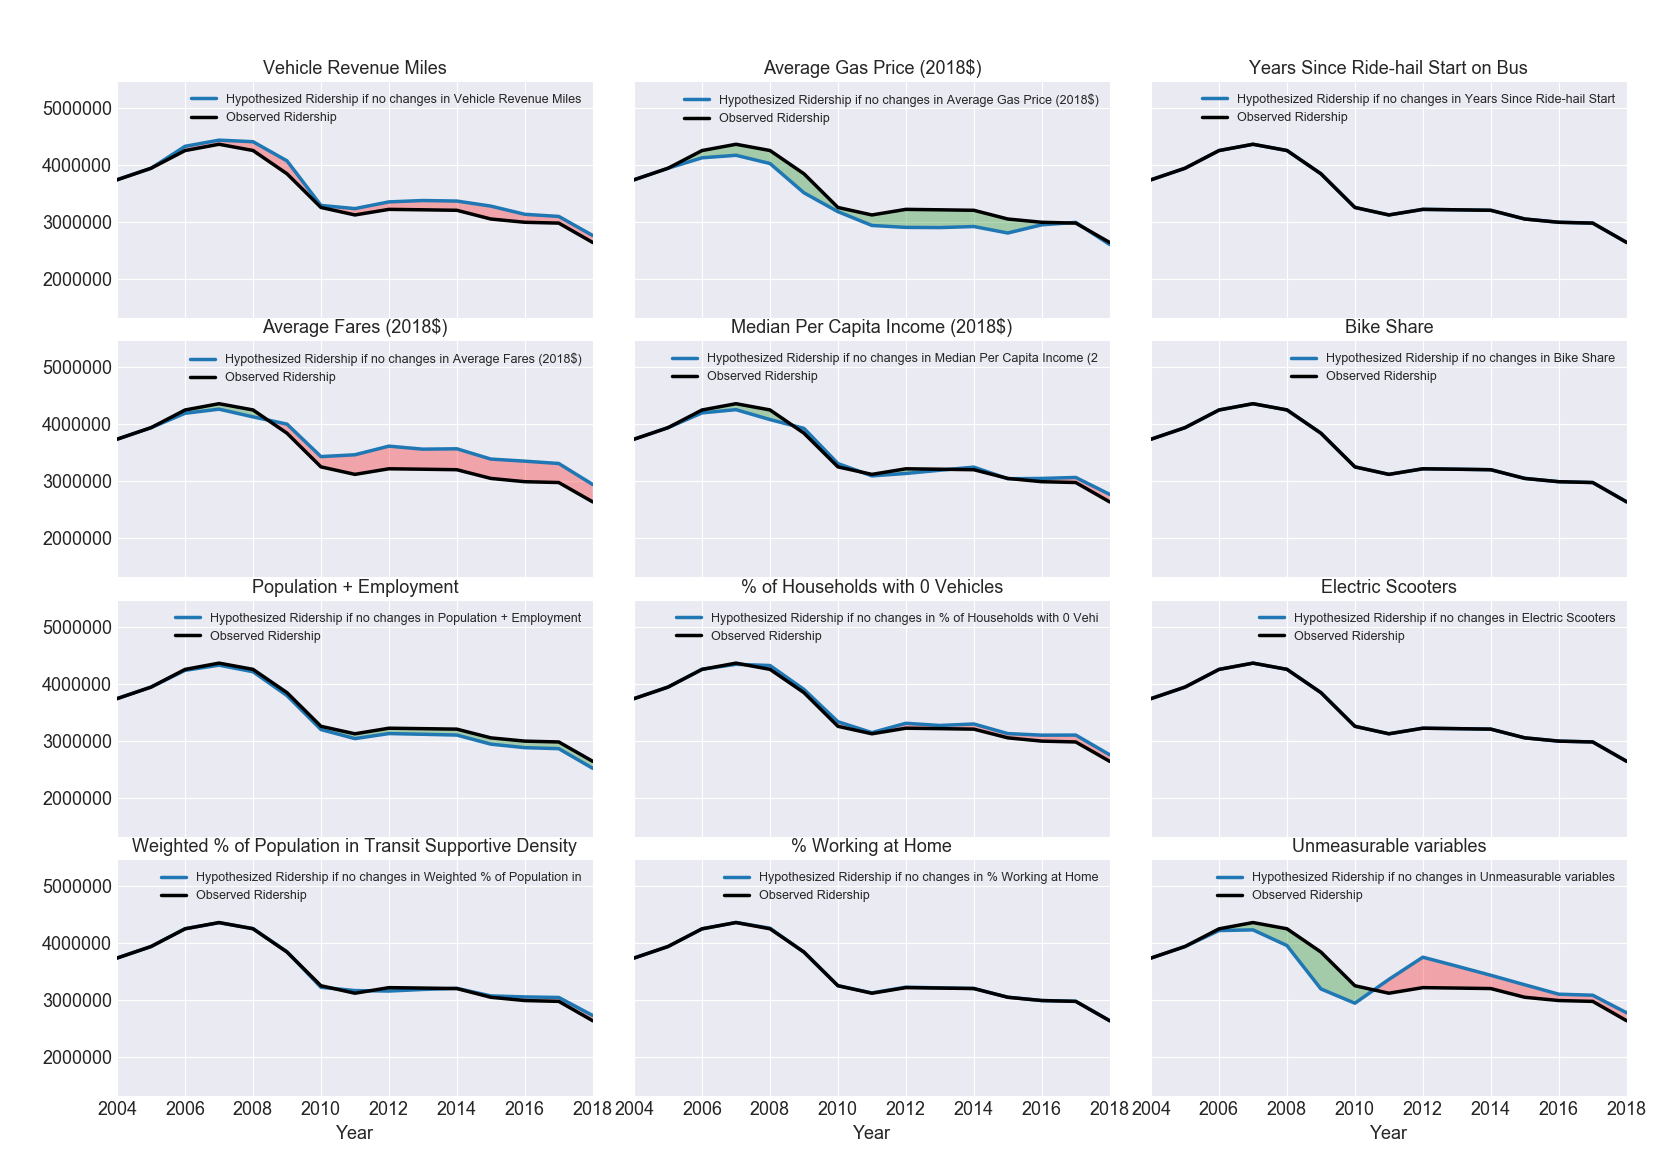 Vehicle Revenue Miles
Hypothesized Ridership if no changes in Vehicle Revenue Miles
Observed Ridership
5000000
4000000
3000000
2000000
Average Gas Price (2018$)
Hypothesized Ridership if no changes in Average Gas Price (2018$)
Observed Ridership
Years Since Ride-hail Start on Bus
Hypothesized Ridership if no changes in Years Since Ride-hail Start
Observed Ridership
Average Fares (2018$)
Hypothesized Ridership if no changes in Average Fares (2018$)
Observed Ridership
5000000
4000000
3000000
2000000
Median Per Capita Income (2018$)
Hypothesized Ridership if no changes in Median Per Capita Income (2
Observed Ridership
Bike Share
Hypothesized Ridership if no changes in Bike Share
Observed Ridership
Population + Employment
Hypothesized Ridership if no changes in Population + Employment
Observed Ridership
5000000
4000000
3000000
2000000
% of Households with 0 Vehicles
Hypothesized Ridership if no changes in % of Households with 0 Vehi
Observed Ridership
Electric Scooters
Hypothesized Ridership if no changes in Electric Scooters
Observed Ridership
Weighted % of Population in Transit Supportive Density
Hypothesized Ridership if no changes in Weighted % of Population in
Observed Ridership
5000000
4000000
3000000
2000000
2004 2006 2008 2010 2012 2014 2016 2018
Year
% Working at Home
Hypothesized Ridership if no changes in % Working at Home
Observed Ridership
2004 2006 2008 2010 2012 2014 2016 2018
Year
Unmeasurable variables
Hypothesized Ridership if no changes in Unmeasurable variables
Observed Ridership
2004 2006 2008 2010 2012 2014 2016 2018
Year